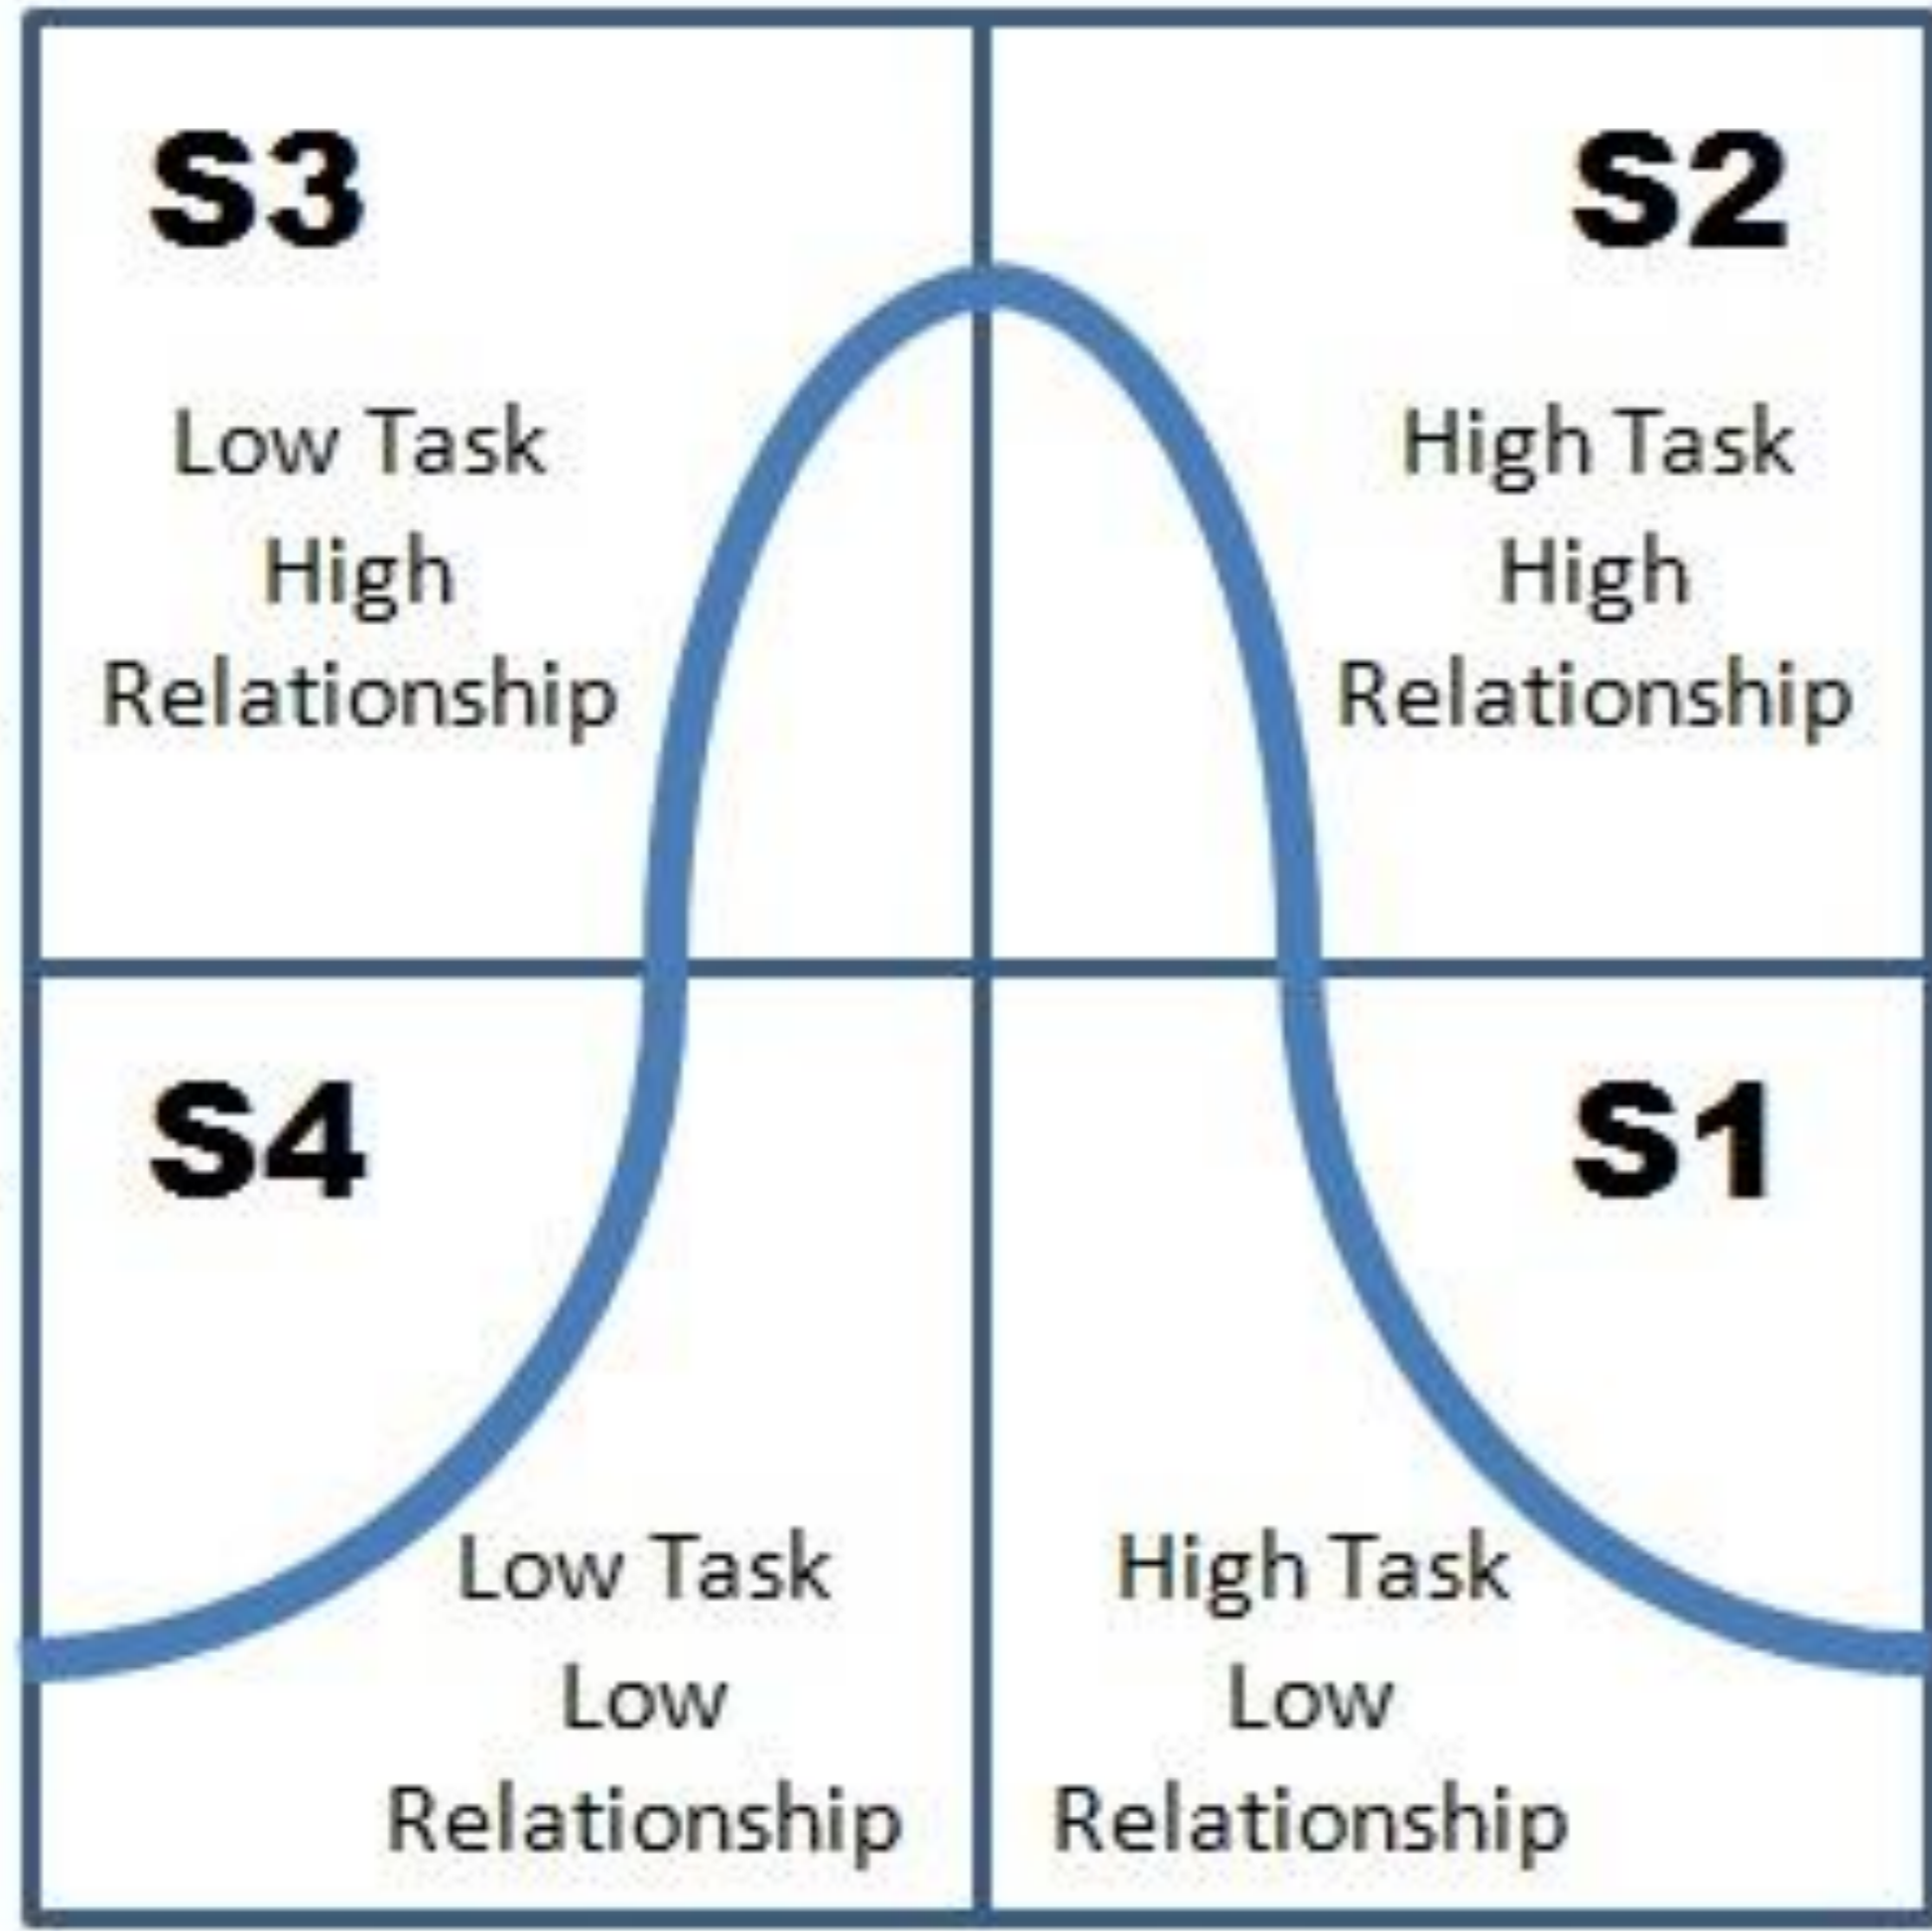 S3
Low Task
High
Relationship
S2
High Task
High
Relationship
S4
Low Task
Low
Relationship
S1
High Task
Low
Relationship